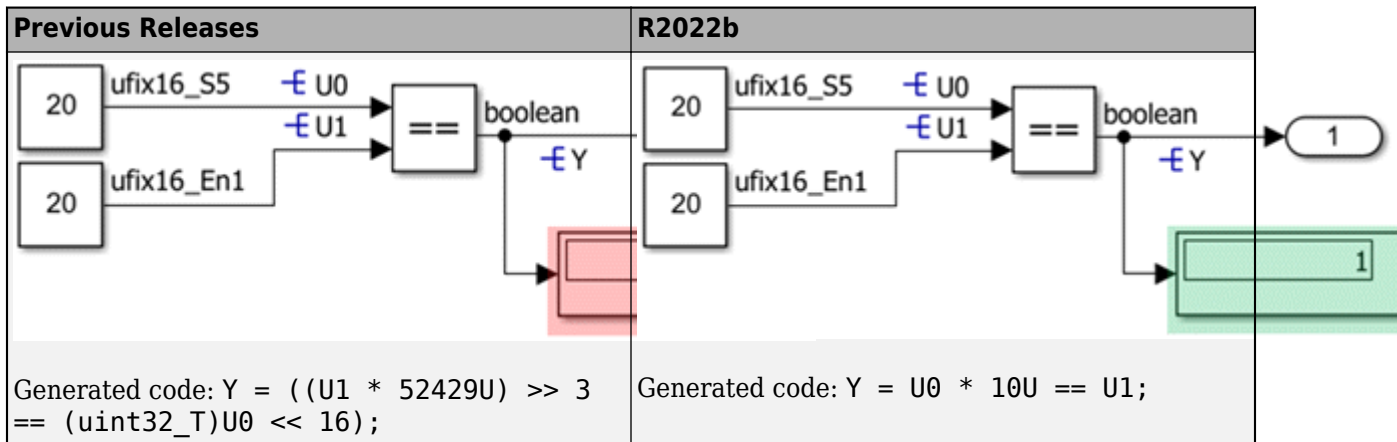 Previous Releases
R2022b
ufix16_S5
U0
20
U1
==
boolean
Y
ufix16_En1
20
Generated code: Y = ((U1 * 52429U) >> 3
== (uint32_T)U0 << 16);
ufix16_S5
U0
20
U1
==
boolean
1
Y
ufix16_En1
20
1
Generated code: Y = U0 * 10U == U1;